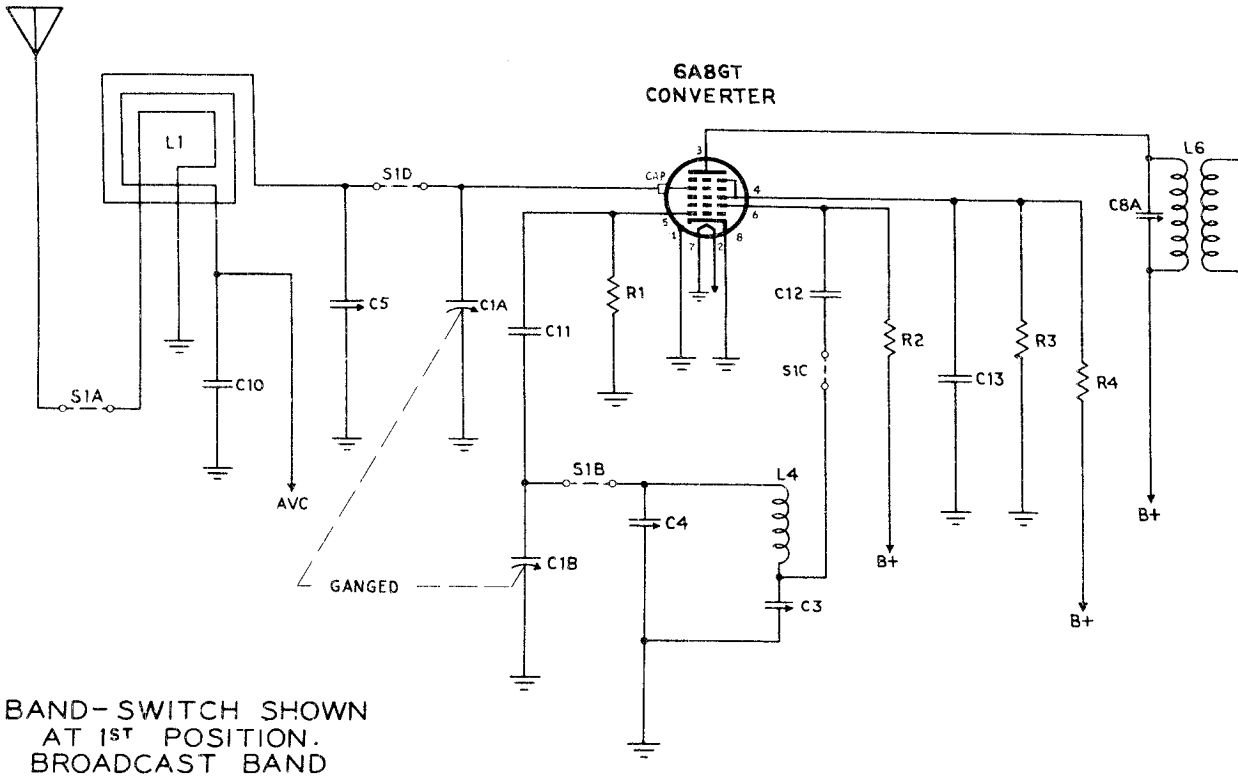 6A8GT
CONVERTER
L1
S1D
CAP
3
4
6
5
1
7
2
8
L6
C8A
C5
C1A
R1
C11
C12
R2
S1C
C13
R3
R4
C10
S1A
AVC
S1B
L4
C4
C1B
GANGED
C3
B+
B+
B+
BAND-SWITCH SHOWN
AT 1ST POSITION.
BROADCAST BAND